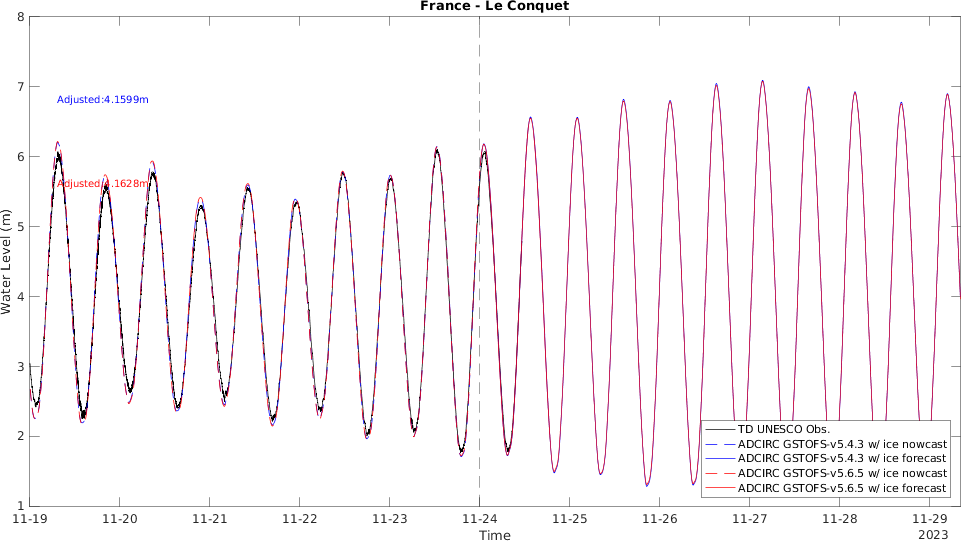 France - Le Conquet
8
7
6
5
4
3
2
1
Water Level (m)
Adjusted:4.1599m
Adjusted:4.1628m
TD UNESCO Obs.
ADCIRC GSTOFS-v5.4.3 w/ ice nowcast
ADCIRC GSTOFS-v5.4.3 w/ ice forecast
ADCIRC GSTOFS-v5.6.5 w/ ice nowcast
ADCIRC GSTOFS-v5.6.5 w/ ice forecast
11-19 11-20 11-21 11-22 11-23 11-24 11-25 11-26 11-27 11-28 11-29
Time
2023